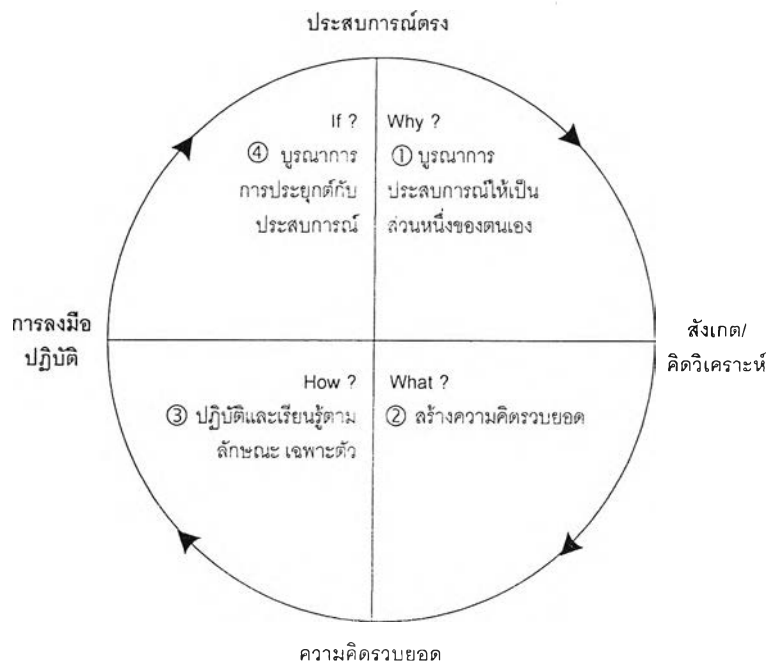 ประสบการณ์ตรง
If ?
④ บูรณาการ
การประยุกต์กับ
ประสบการณ์
Why ?
① บูรณาการ
ประสบการณ์ให้เป็น
ส่วนหนึ่งของตนเอง
การลงมือ
ปฏิบัติ
สังเกต/
คิดวิเคราะห์
How ?
③ ปฏิบัติและเรียนรู้ตาม
ลักษณะ เฉพาะตัว
What ?
② สร้างความคิดรวบยอด
ความคิดรวบยอด